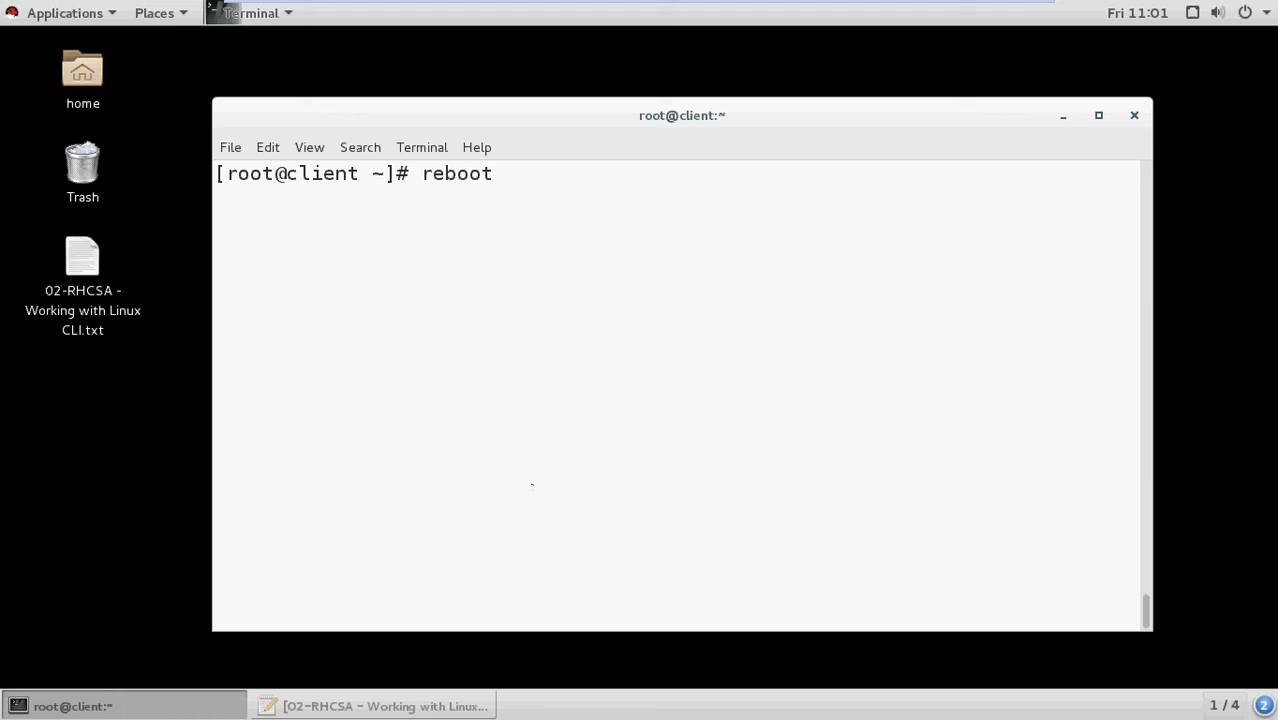 Applications Places Terminal Fri 11:01
home
Trash
02-RHCSA -
Working with Linux
CLI.txt
root@client:~
File Edit View Search Terminal Help
[root@client ~]# reboot
root@client:~ [02-RHCSA – Working with Linux... 1 / 4 2